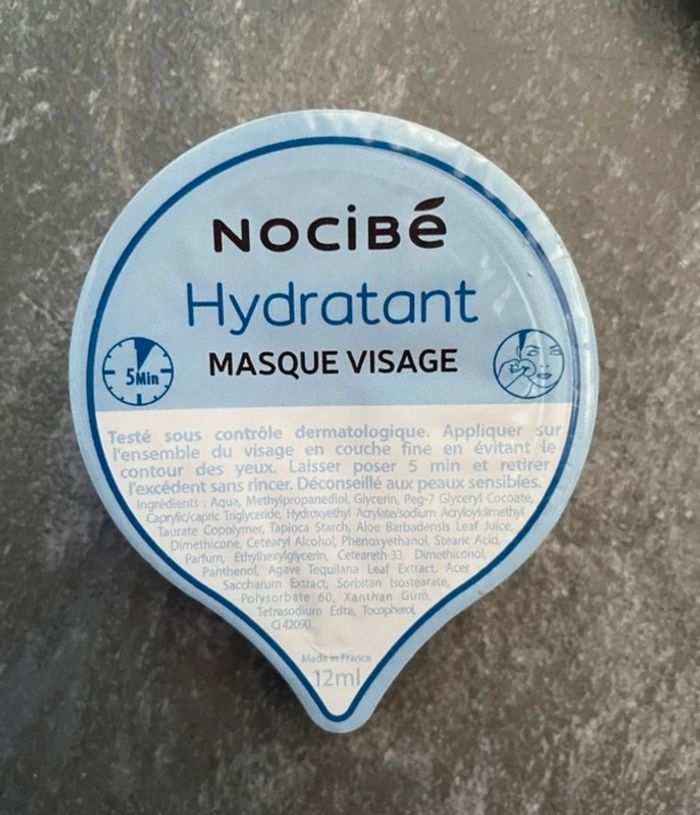 NOCIBé
Hydratant
MASQUE VISAGE
5Min
Testé sous contrôle dermatologique. Appliquer sur
l'ensemble du visage en couche fine en évitant le
contour des yeux. Laisser poser 5 min et retirer
l'excédent sans rincer. Déconseillé aux peaux sensibles.
Ingrédients : Aqua, Methylpropanediol, Glycerin, Peg-7 Glyceryl Cocoate,
Caprylic/capric Triglyceride, Hydroxyethyl Acrylate/sodium Acryloyldimethyl
Taurate Copolymer, Tapioca Starch, Aloe Barbadensis Leaf Juice,
Dimethicone, Cetearyl Alcohol, Phenoxyethanol, Stearic Acid,
Parfum, Ethylhexylglycerin, Ceteareth-33, Dimethiconol,
Panthenol, Agave Tequilana Leaf Extract, Acer
Saccharum Extract, Sorbitan Isostearate,
Polysorbate 60, Xanthan Gum,
Tetrasodium Edta, Tocopherol,
Ci 42090.
Made in France
12ml